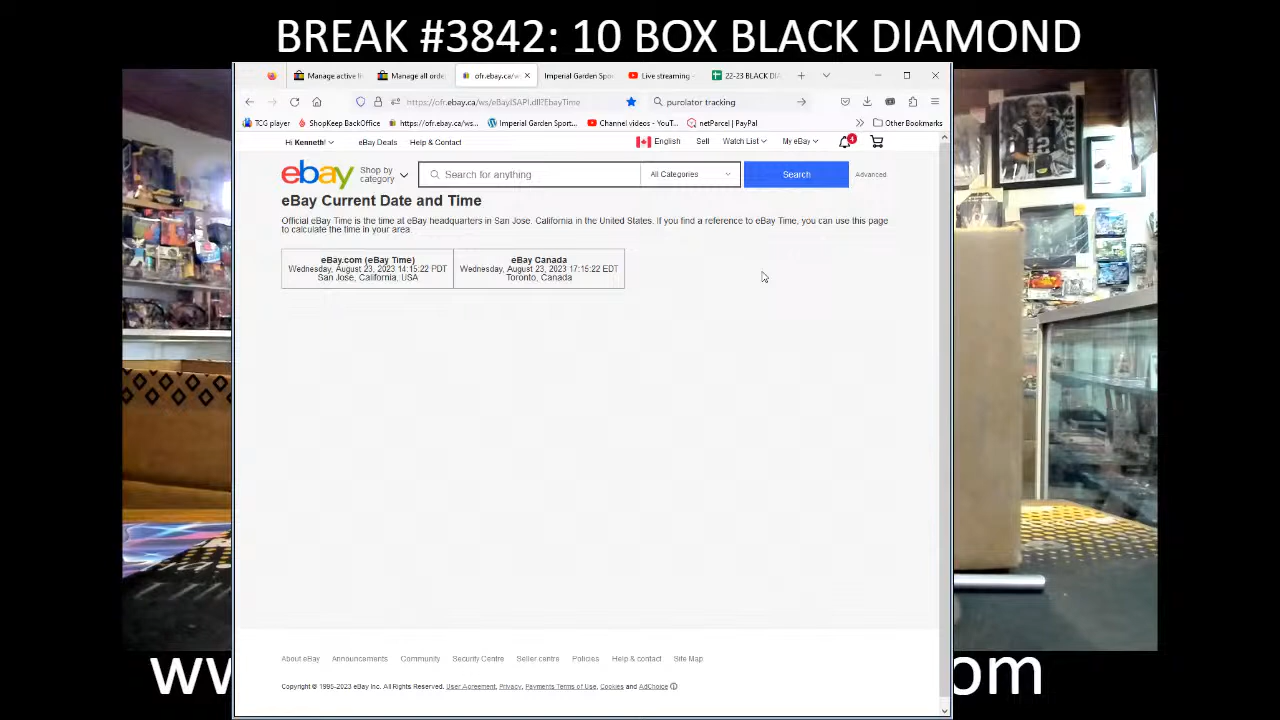 BREAK #3842: 10 BOX BLACK DIAMOND
Manage active li
Manage all orde
ofr.ebay.ca/w
Imperial Garden Spo
Live streaming -
22-23 BLACK DIA
https://ofr.ebay.ca/ws/eBayISAPI.dll?EbayTime
purolator tracking
TCG player
ShopKeep BackOffice
https://ofr.ebay.ca/ws...
Imperial Garden Sport...
Channel videos - YouT...
netParcel | PayPal
Other Bookmarks
Hi Kenneth!
eBay Deals
Help & Contact
English
Sell
Watch List
My eBay
4
ebay
Shop by
category
Search for anything
All Categories
Search
Advanced
eBay Current Date and Time
Official eBay Time is the time at eBay headquarters in San Jose, California in the United States. If you find a reference to eBay Time, you can use this page
to calculate the time in your area
eBay.com (eBay Time)
Wednesday, August 23, 2023 14:15:22 PDT
San Jose, California, USA
eBay Canada
Wednesday, August 23, 2023 17:15:22 EDT
Toronto, Canada
About eBay
Announcements
Community
Security Centre
Seller centre
Policies
Help & contact
Site Map
Copyright © 1995-2023 eBay Inc. All Rights Reserved. User Agreement, Privacy, Payments Terms of Use, Cookies and AdChoice